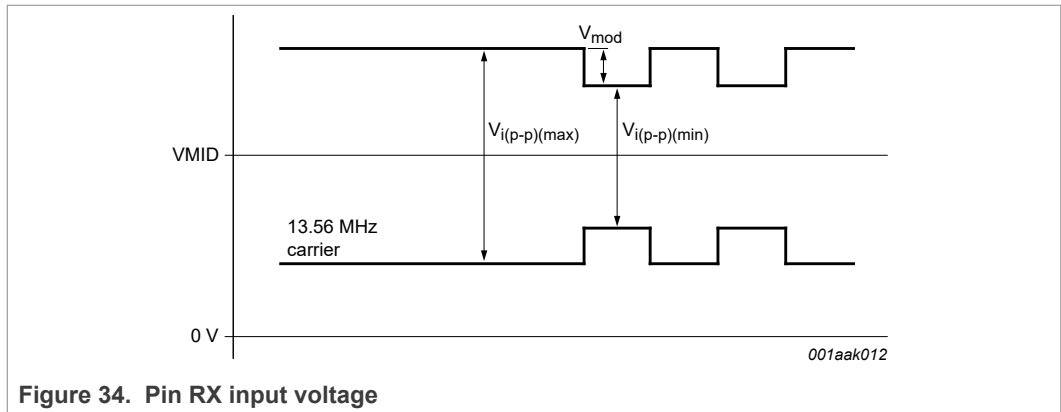 Vmod
Vi(p-p)(max)
Vi(p-p)(min)
VMID
13.56 MHz
carrier
0 V
001aak012
Figure 34. Pin RX input voltage